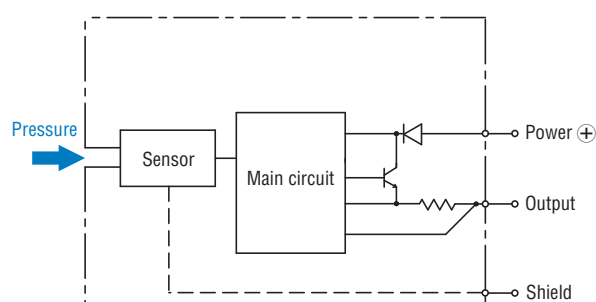 Pressure
Sensor
Main circuit
Power ⊕
Output
Shield